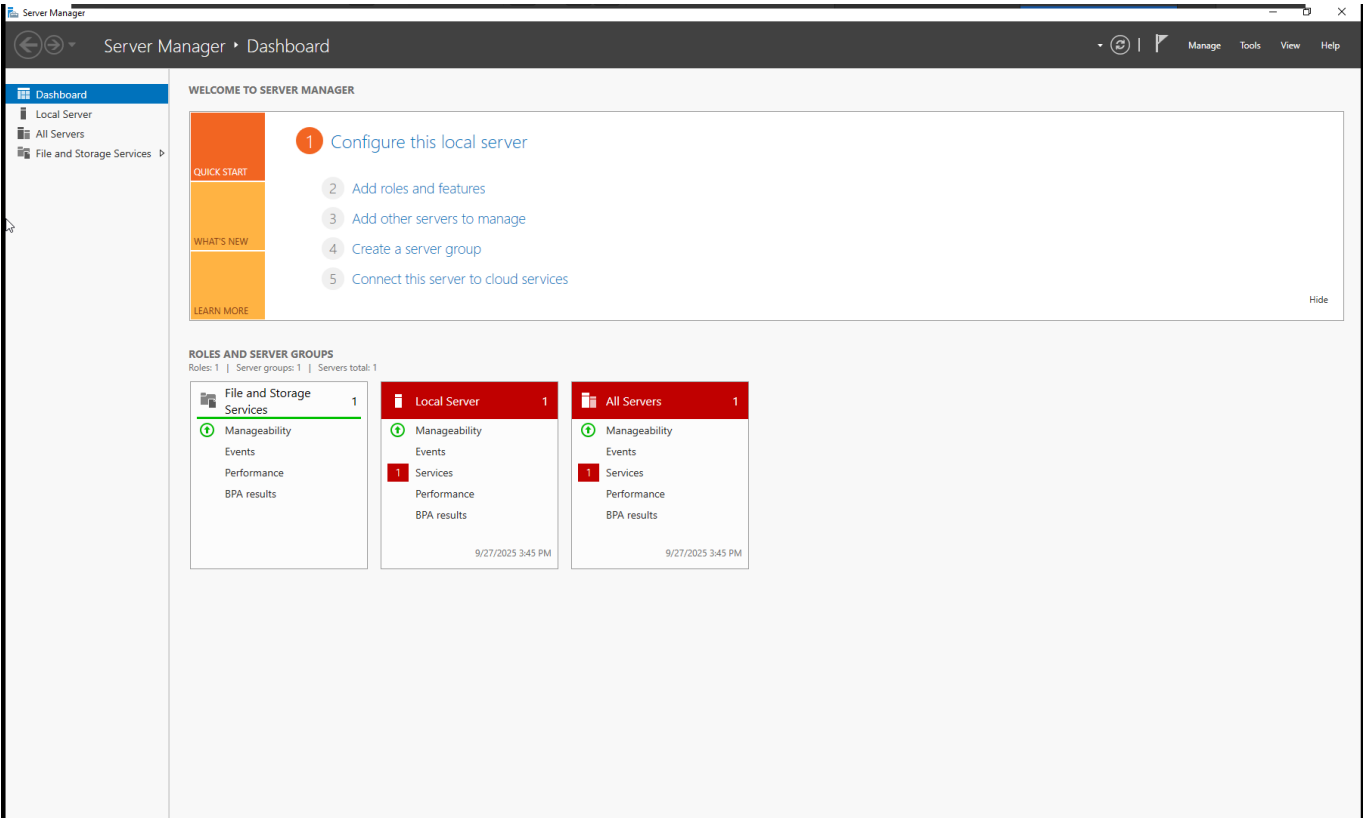 Server Manager
Server Manager • Dashboard
Manage Tools View Help
Dashboard
Local Server
All Servers
File and Storage Services
WELCOME TO SERVER MANAGER
QUICK START
WHAT'S NEW
LEARN MORE
1 Configure this local server
2 Add roles and features
3 Add other servers to manage
4 Create a server group
5 Connect this server to cloud services
Hide
ROLES AND SERVER GROUPS
Roles: 1 | Server groups: 1 | Servers total: 1
File and Storage
Services 1
Manageability
Events
Performance
BPA results
Local Server 1
Manageability
Events
1 Services
Performance
BPA results
9/27/2025 3:45 PM
All Servers 1
Manageability
Events
1 Services
Performance
BPA results
9/27/2025 3:45 PM